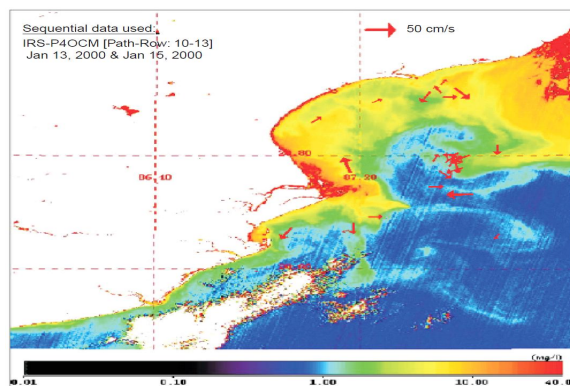 Sequential data used:
50 cm/s
IRS-P4OCM [Path-Row: 10-13]
Jan 13, 2000 & Jan 15, 2000
20.80
86.10
87.20
(mg/l)
0.01 0.10 1.00 10.00 40.0